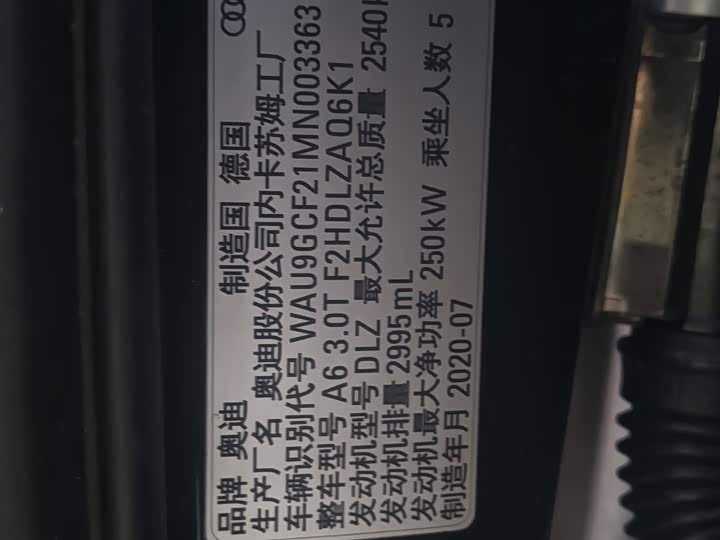 品牌 奥迪 制造国 德国
生产厂名 奥迪股份公司内卡苏姆工厂
车辆识别代号 WAU9GCF21MN003363
整车型号 A6 3.0T F2HDLZAQ6K1
发动机型号 DLZ 最大允许总质量 2540
发动机排量 2995mL
发动机最大净功率 250kW 乘坐人数 5
制造年月 2020-07